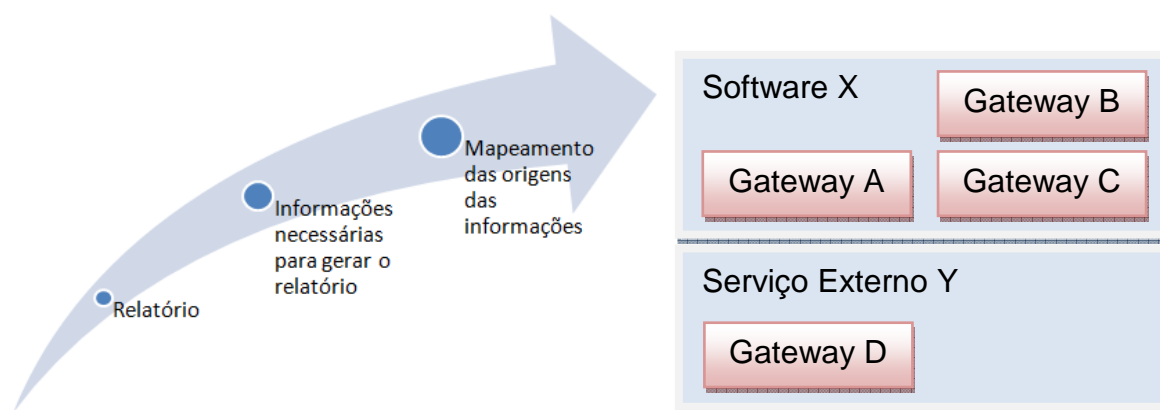 Relatório
Informações
necessárias
para gerar o
relatório
Mapeamento
das origens
das
informações
Software X
Gateway B
Gateway A
Gateway C
Serviço Externo Y
Gateway D